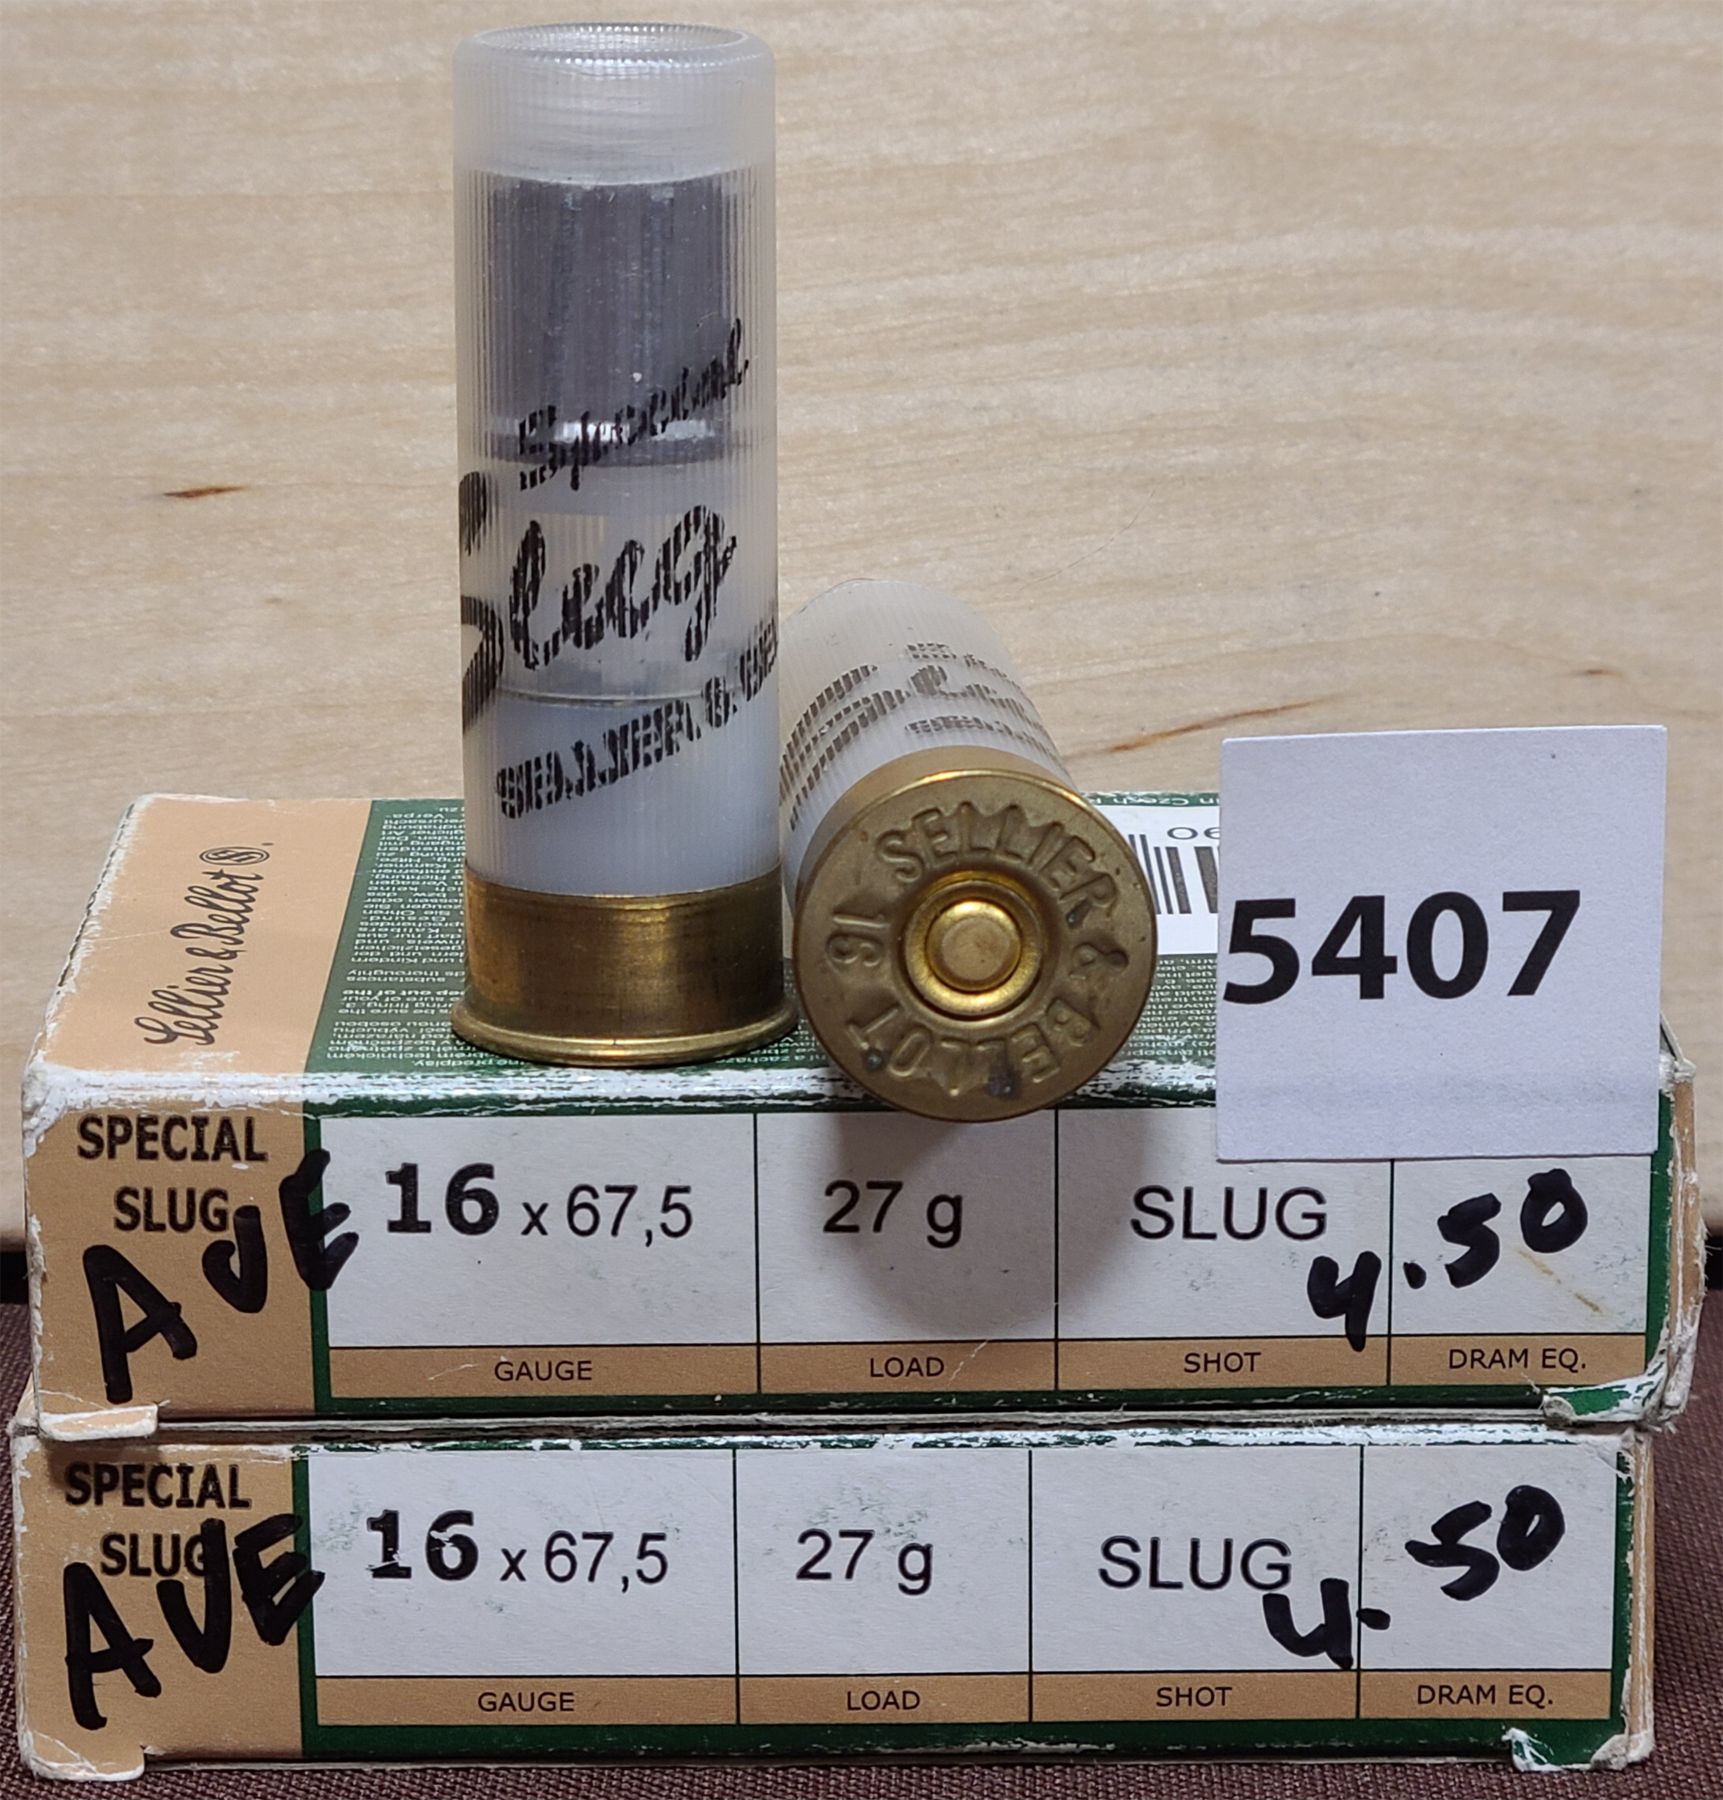 Special
Slug
SELLIER & BE
SELLIER & BELLOT 16
5407
Sellier & Bellot
SPECIAL
SLUG
AVE
16 x 67,5
27 g
SLUG
4.50
GAUGE
LOAD
SHOT
DRAM EQ.
SPECIAL
SLUG
AVE
16 x 67,5
27 g
SLUG
4.50
GAUGE
LOAD
SHOT
DRAM EQ.